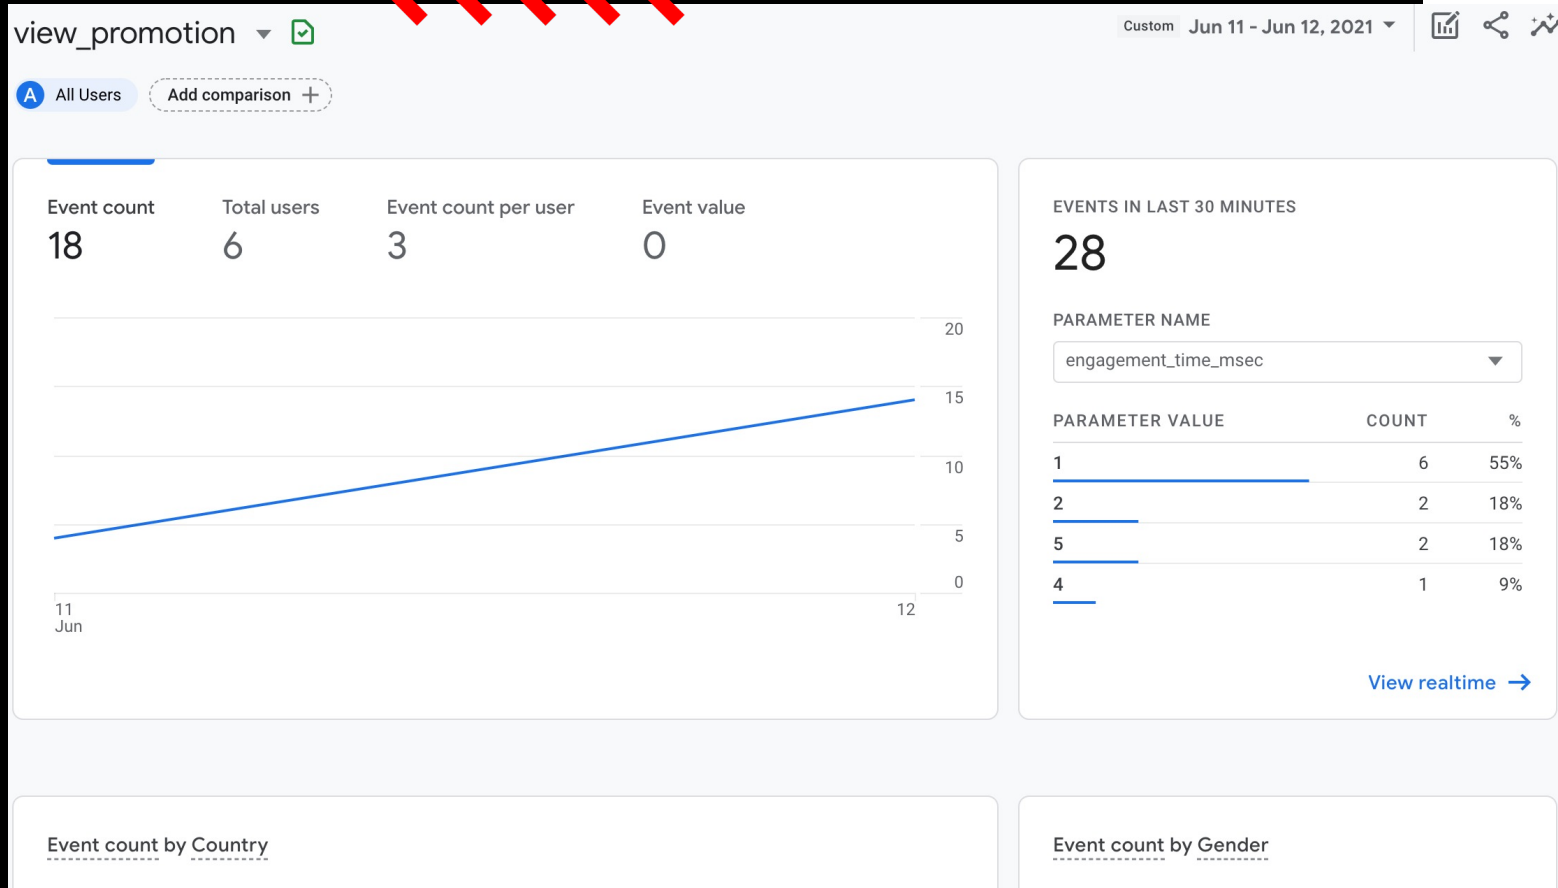 view_promotion
Custom Jun 11 - Jun 12, 2021
A All Users
Add comparison
Event count Total users Event count per user Event value
18 6 3 0
20
15
10
5
0
11 12
Jun
EVENTS IN LAST 30 MINUTES
28
PARAMETER NAME
engagement_time_msec
PARAMETER VALUE COUNT %
1 6 55%
2 2 18%
5 2 18%
4 1 9%
View realtime
Event count by Country
Event count by Gender